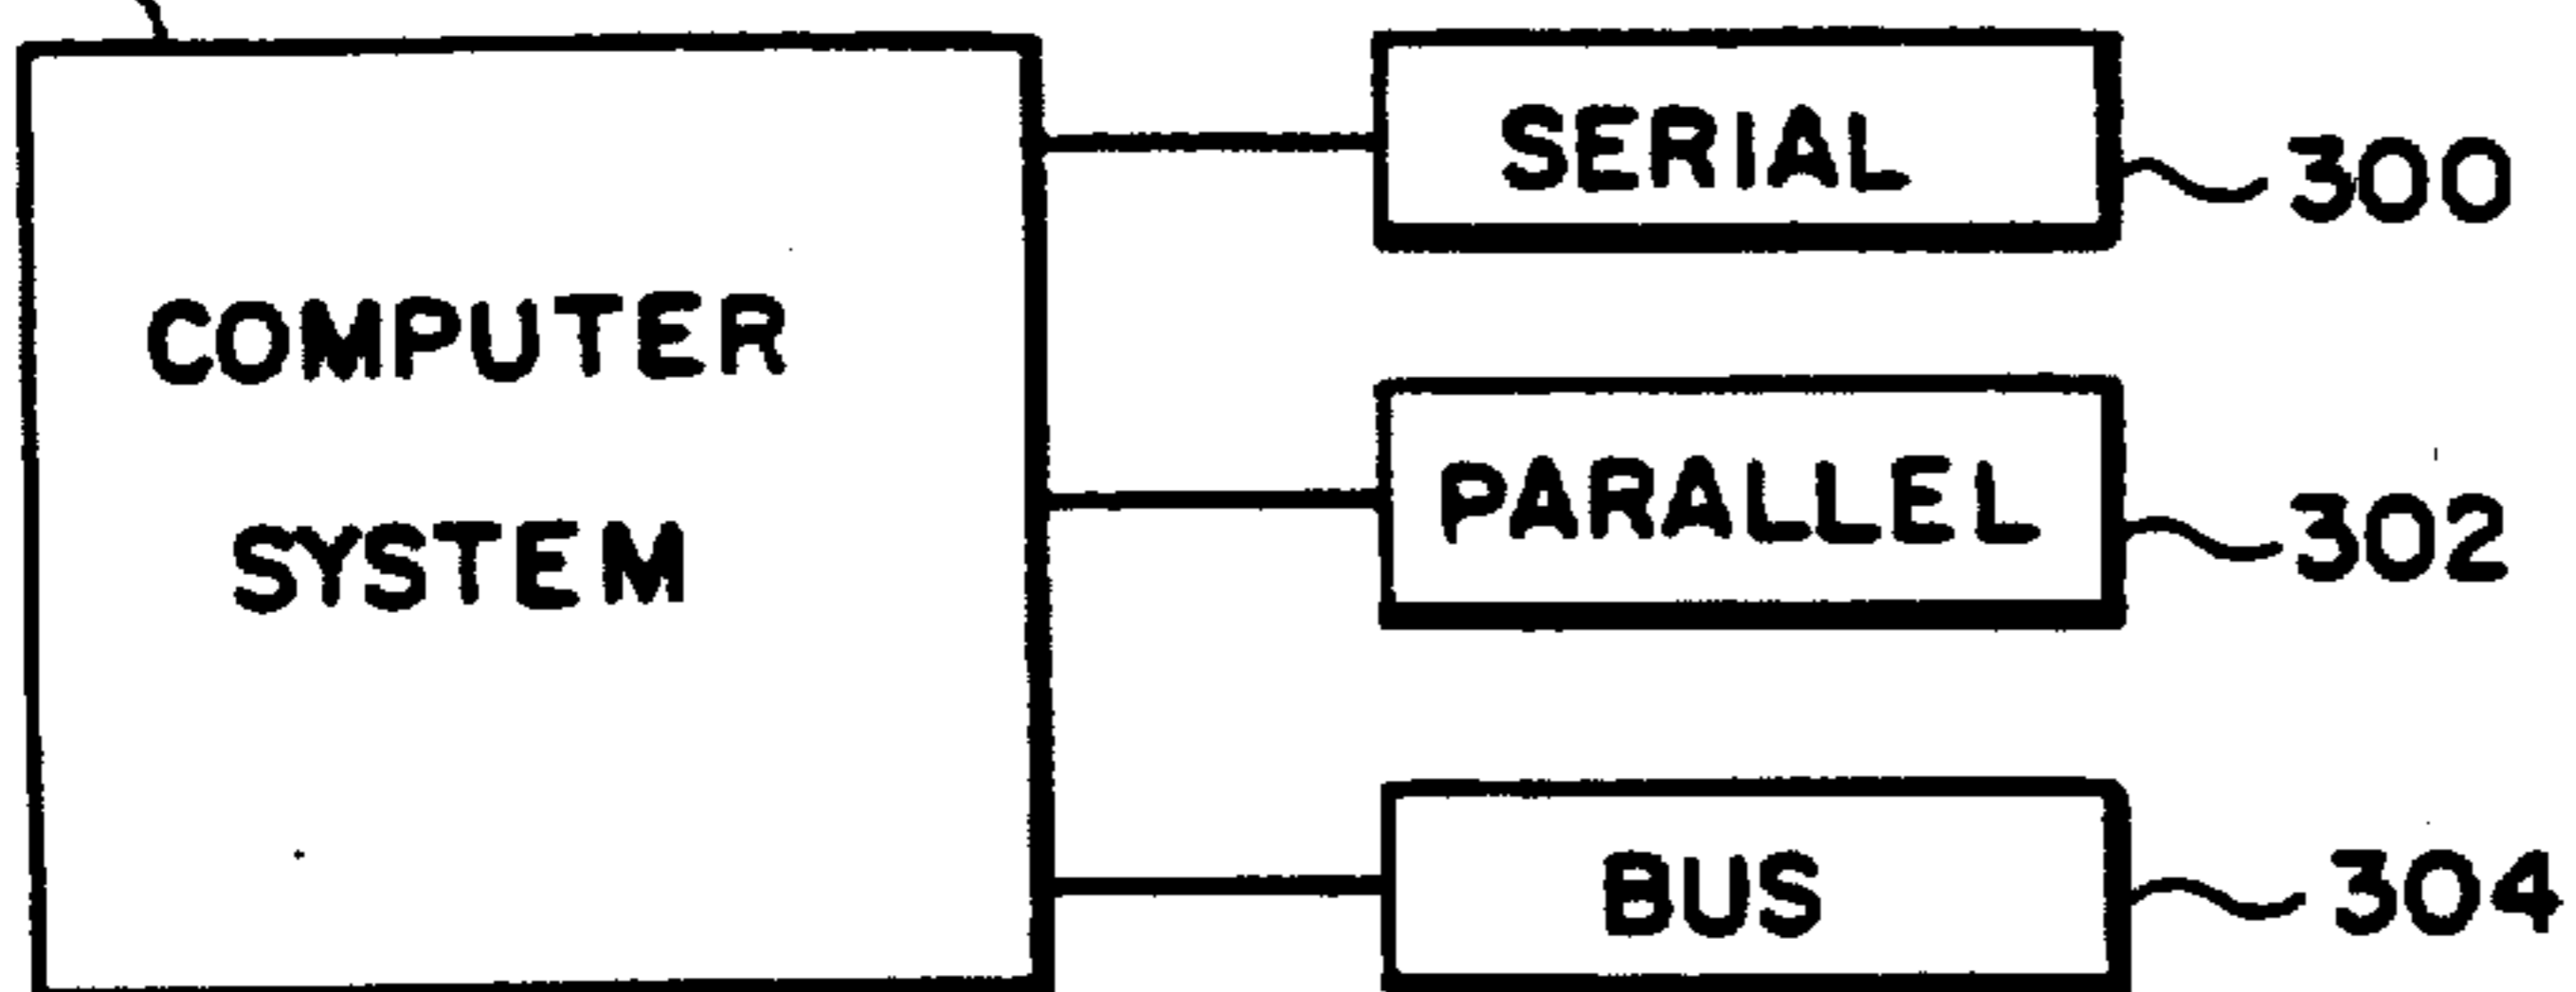 SERIAL
300
COMPUTER
SYSTEM
PARALLEL
302
BUS
304